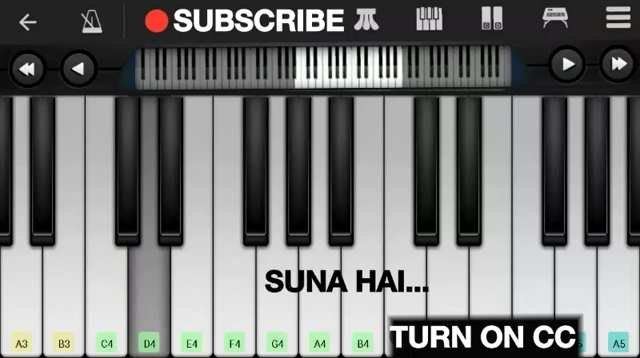 SUBSCRIBE
SUNA HAI...
A3 B3 C4 D4 E4 F4 G4 A4 B4 A5
TURN ON CC